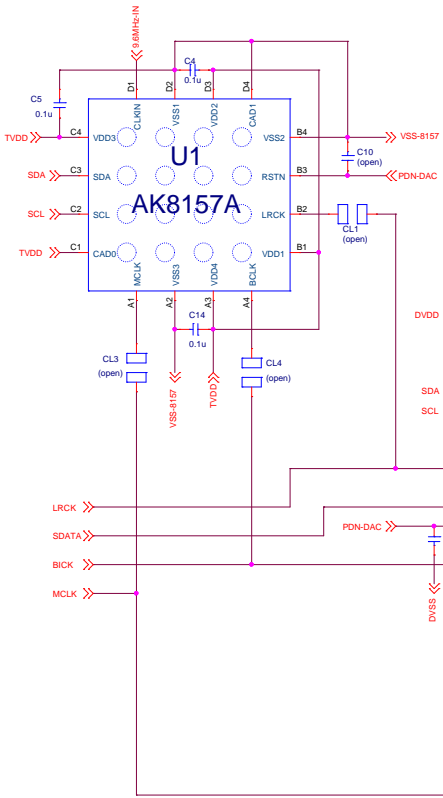 9.6MHz-IN
C4
0.1u
C5
0.1u
D1
D2
D3
D4
CLKIN
VSS1
VDD2
CAD1
TVDD
C4
VDD3
VSS2
B4
VSS-8157
U1
C10
(open)
SDA
C3
SDA
RSTN
B3
PDN-DAC
AK8157A
SCL
C2
SCL
LRCK
B2
CL1
(open)
TVDD
C1
CAD0
VDD1
B1
MCLK
VSS3
VDD4
BCLK
A1
A2
A3
A4
C14
0.1u
DVDD
CL3
(open)
CL4
(open)
VSS-8157
TVDD
SDA
SCL
LRCK
SDATA
PDN-DAC
BICK
MCLK
DVSS